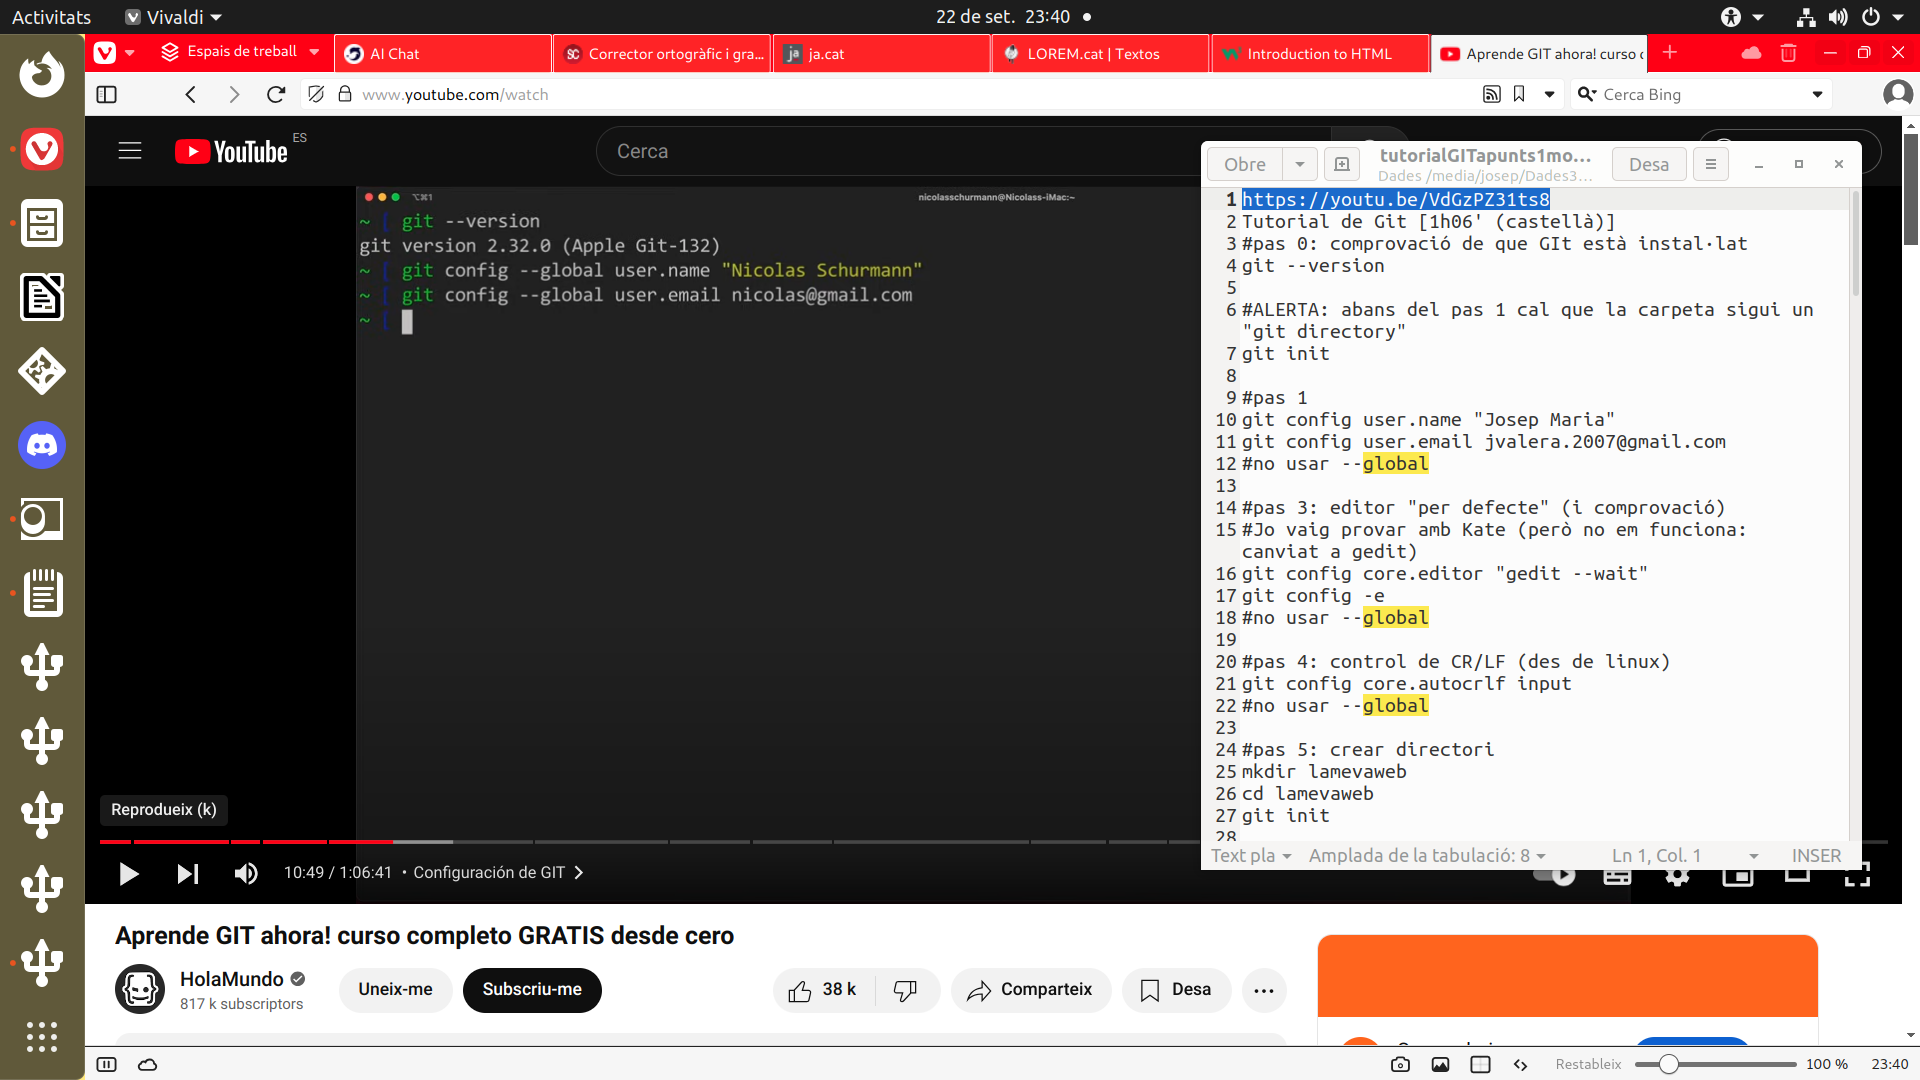 Activitats
Vivaldi
22 de set. 23:40
Espais de treball
AI Chat
Corrector ortogràfic i gra...
ja.cat
LOREM.cat | Textos
Introduction to HTML
Aprende GIT ahora! curso c
www.youtube.com/watch
Cerca Bing
YouTube
ES
Cerca
⌥⌘1
nicolasschurmann@Nicolass-iMac:~
~ [ git --version
git version 2.32.0 (Apple Git-132)
~ [ git config --global user.name "Nicolas Schurmann"
~ [ git config --global user.email nicolas@gmail.com
~ [
Obre
tutorialGITapunts1mo...
Dades /media/josep/Dades3...
Desa
1 https://youtu.be/VdGzPZ31ts8
2 Tutorial de Git [1h06' (castellà)]
3 #pas 0: comprovació de que GIt està instal·lat
4 git --version
5
6 #ALERTA: abans del pas 1 cal que la carpeta sigui un
"git directory"
7 git init
8
9 #pas 1
10 git config user.name "Josep Maria"
11 git config user.email jvalera.2007@gmail.com
12 #no usar --global
13
14 #pas 3: editor "per defecte" (i comprovació)
15 #Jo vaig provar amb Kate (però no em funciona:
canviat a gedit)
16 git config core.editor "gedit --wait"
17 git config -e
18 #no usar --global
19
20 #pas 4: control de CR/LF (des de linux)
21 git config core.autocrlf input
22 #no usar --global
23
24 #pas 5: crear directori
25 mkdir lamevaweb
26 cd lamevaweb
27 git init
28
Text pla
Amplada de la tabulació: 8
Ln 1, Col. 1
INSER
Reprodueix (k)
10:49 / 1:06:41 • Configuración de GIT
Aprende GIT ahora! curso completo GRATIS desde cero
HolaMundo
817 k subscriptors
Uneix-me
Subscriu-me
38 k
Comparteix
Desa
Restableix
100 %
23:40